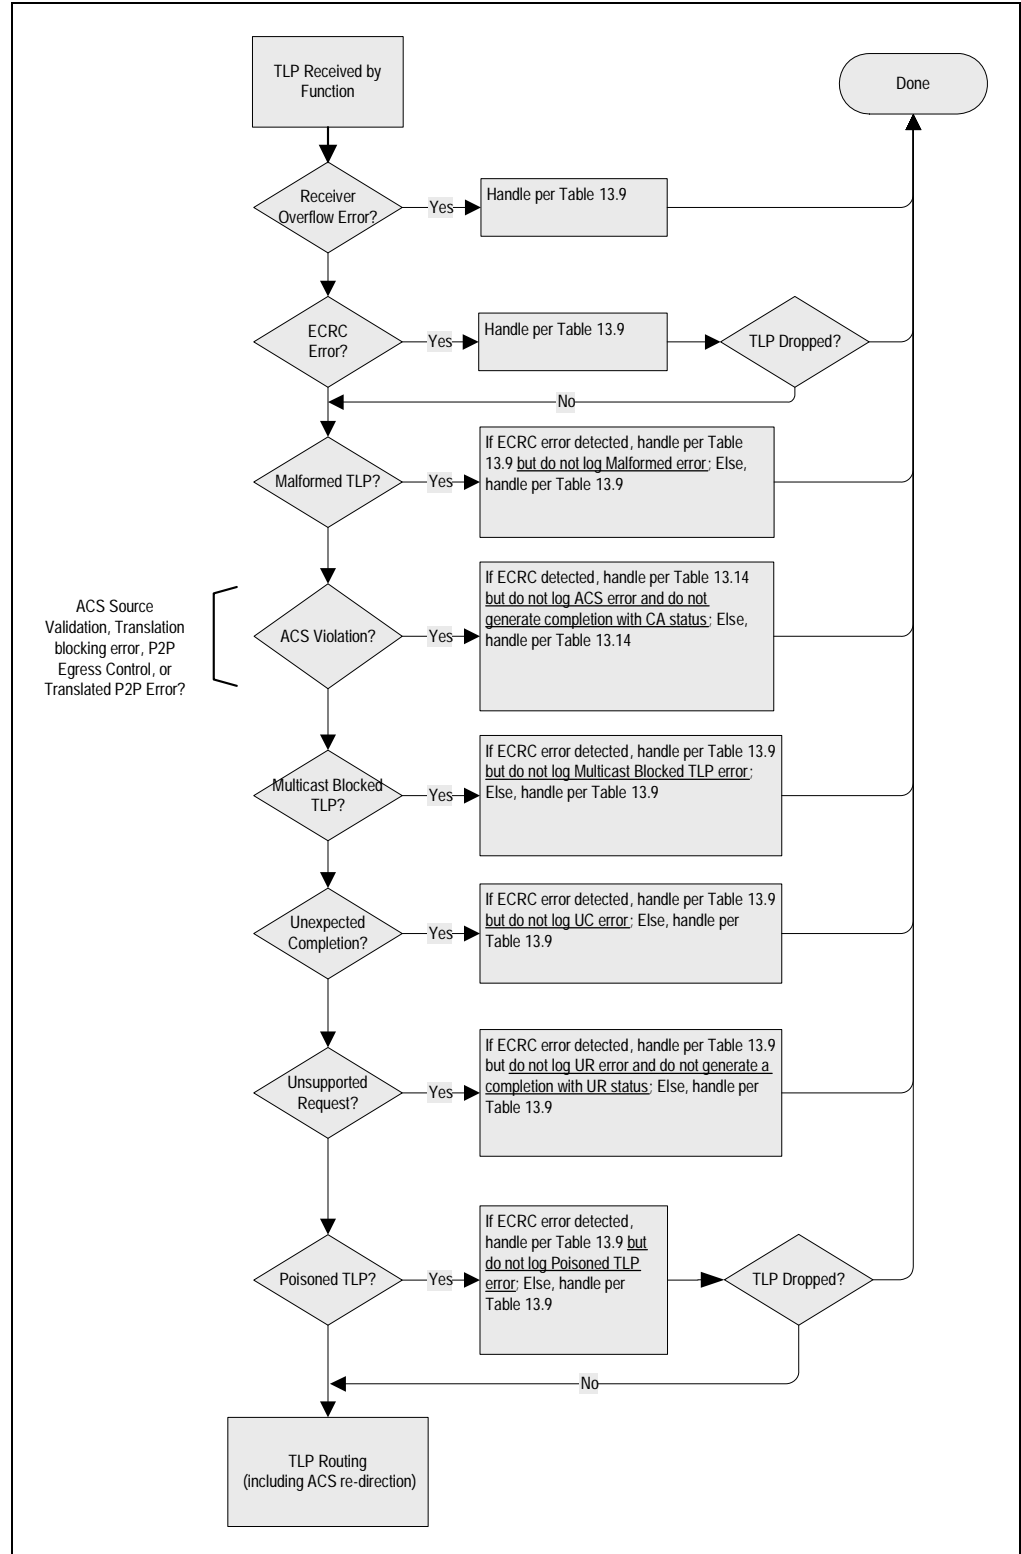 TLP Received by
Function
Done
Receiver
Overflow Error?
Yes
Handle per Table 13.9
ECRC
Error?
Yes
Handle per Table 13.9
TLP Dropped?
No
Malformed TLP?
Yes
If ECRC error detected, handle per Table
13.9 but do not log Malformed error; Else,
handle per Table 13.9
ACS Source
Validation, Translation
blocking error, P2P
Egress Control, or
Translated P2P Error?
ACS Violation?
Yes
If ECRC detected, handle per Table 13.14
but do not log ACS error and do not
generate completion with CA status; Else,
handle per Table 13.14
Multicast Blocked
TLP?
Yes
If ECRC error detected, handle per Table 13.9
but do not log Multicast Blocked TLP error;
Else, handle per Table 13.9
Unexpected
Completion?
Yes
If ECRC error detected, handle per Table 13.9
but do not log UC error; Else, handle per
Table 13.9
Unsupported
Request?
Yes
If ECRC error detected, handle per Table 13.9
but do not log UR error and do not generate a
completion with UR status; Else, handle per
Table 13.9
Poisoned TLP?
Yes
If ECRC error detected,
handle per Table 13.9 but
do not log Poisoned TLP
error; Else, handle per
Table 13.9
TLP Dropped?
No
TLP Routing
(including ACS re-direction)